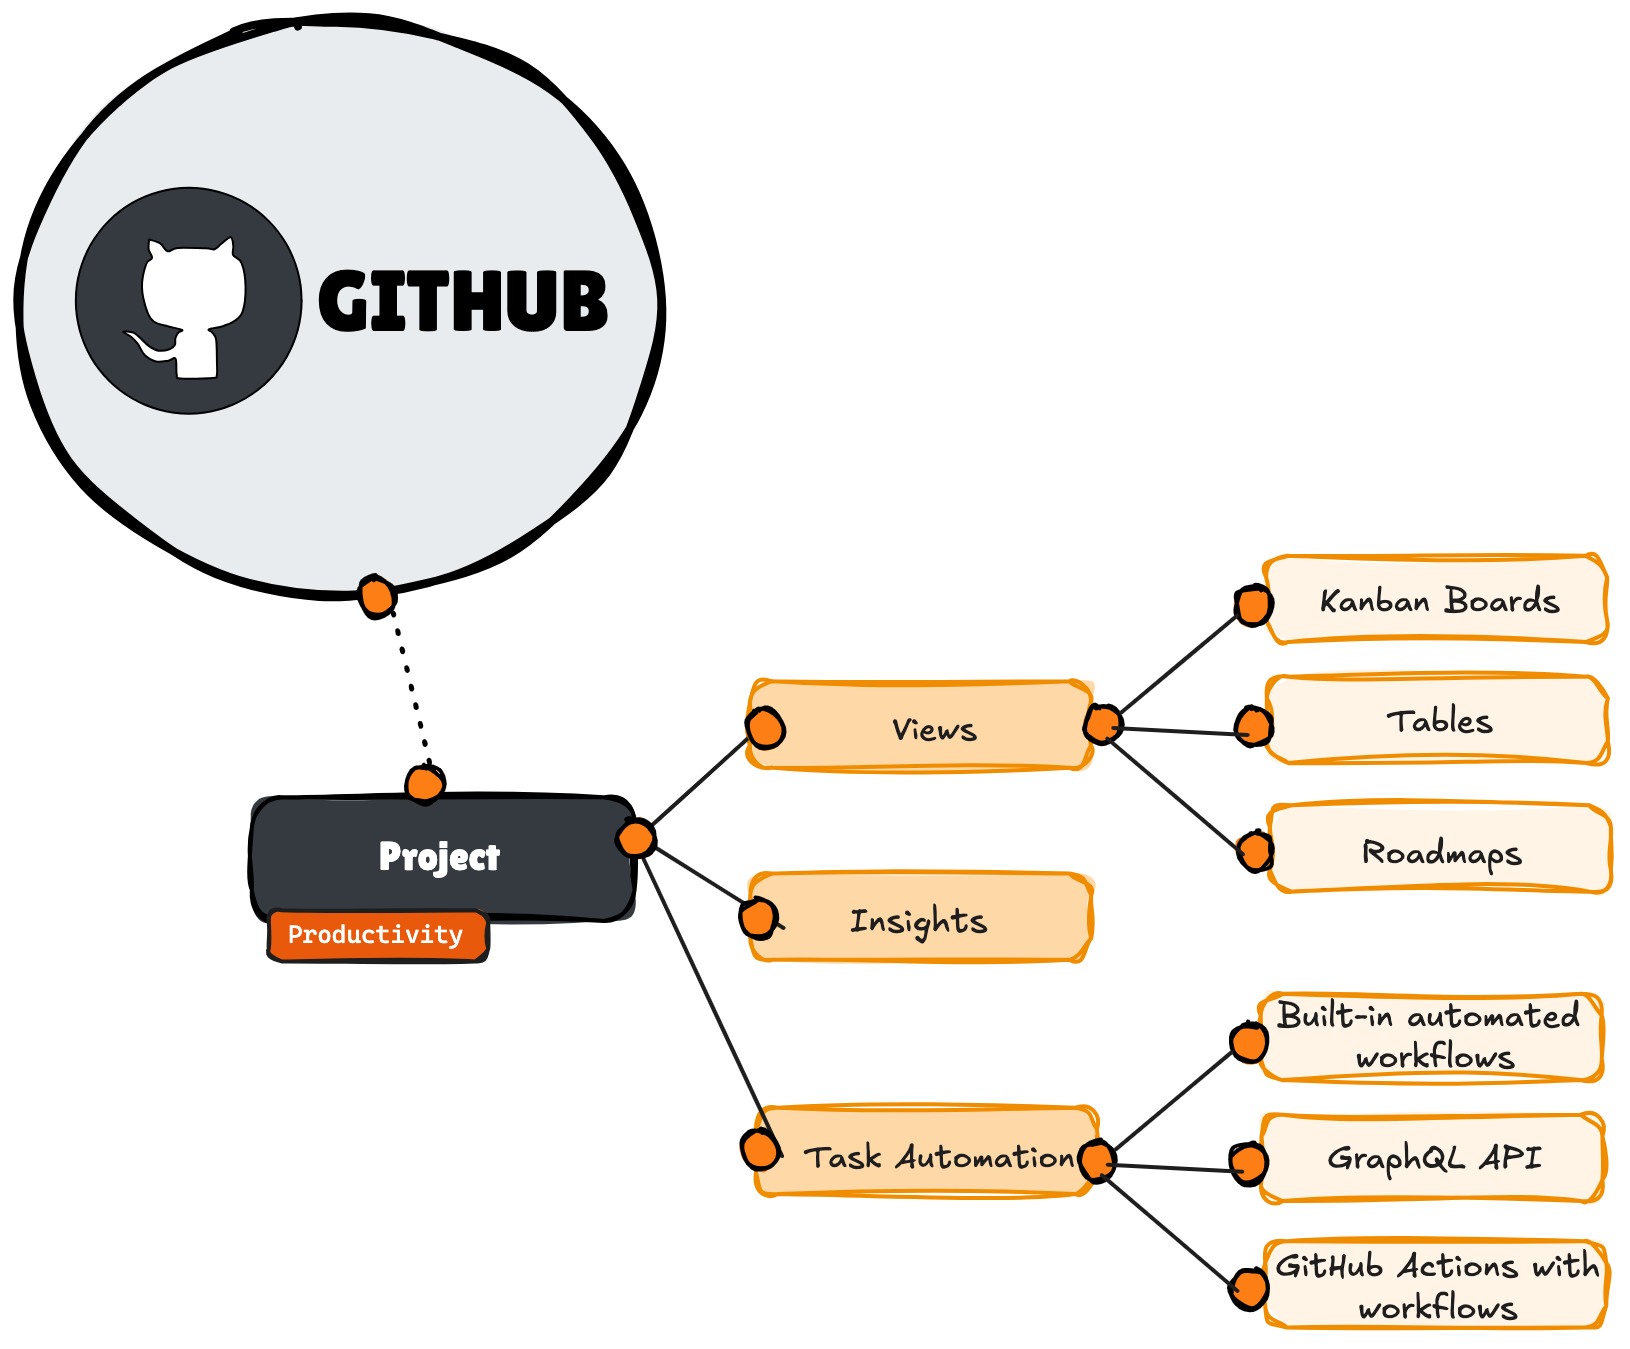 GITHUB
Project
Productivity
Views
Insights
Task Automation
Kanban Boards
Tables
Roadmaps
Built-in automated
workflows
GraphQL API
GitHub Actions with
workflows